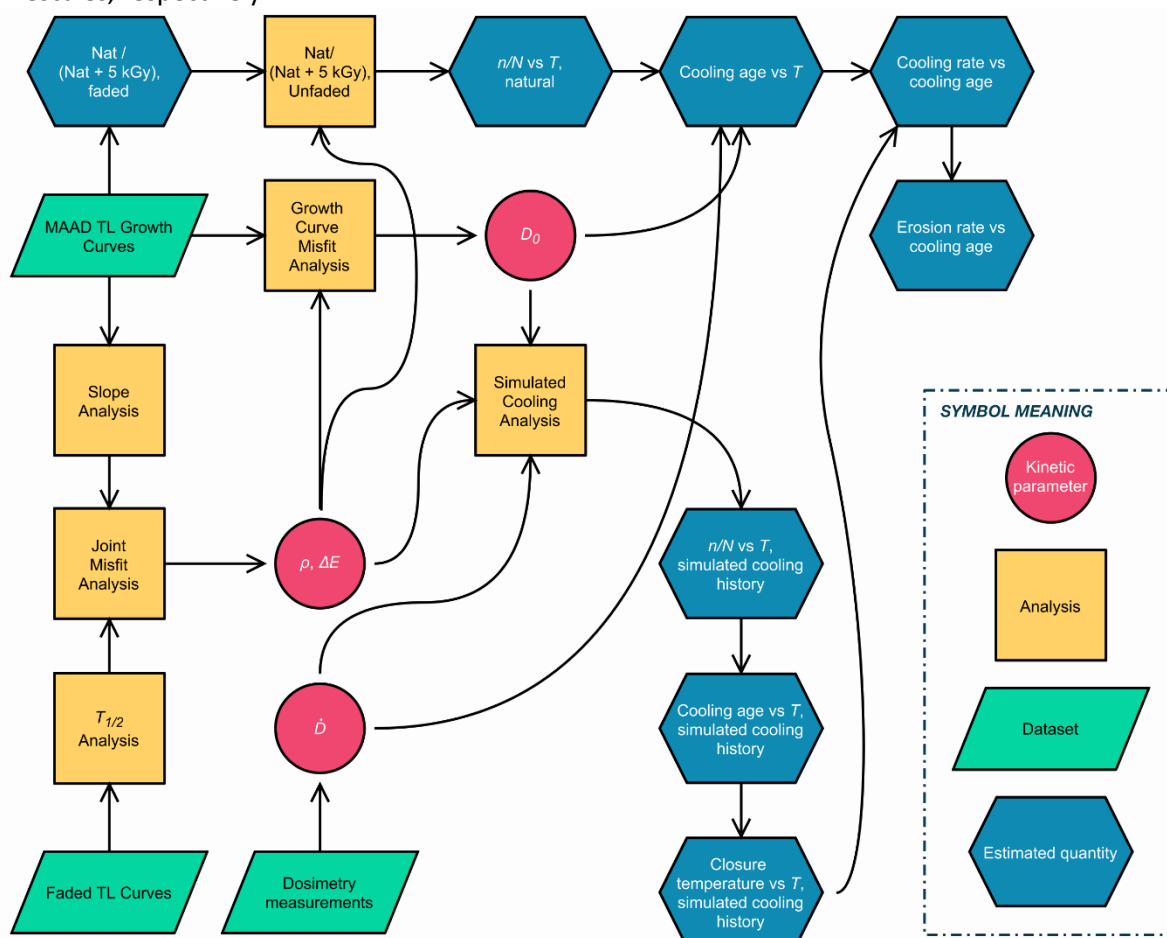 Nat /
(Nat + 5 kGy),
faded
Nat/
(Nat + 5 kGy),
Unfaded
n/N vs T,
natural
Cooling age vs T
Cooling rate vs
cooling age
MAAD TL Growth
Curves
Growth
Curve
Misfit
Analysis
D0
Erosion rate vs
cooling age
Slope
Analysis
Simulated
Cooling
Analysis
Joint
Misfit
Analysis
ρ, ΔE
n/N vs T,
simulated cooling
history
T1/2
Analysis
Ḋ
Cooling age vs T,
simulated cooling
history
Faded TL Curves
Dosimetry
measurements
Closure
temperature vs T,
simulated cooling
history
SYMBOL MEANING
Kinetic
parameter
Analysis
Dataset
Estimated quantity